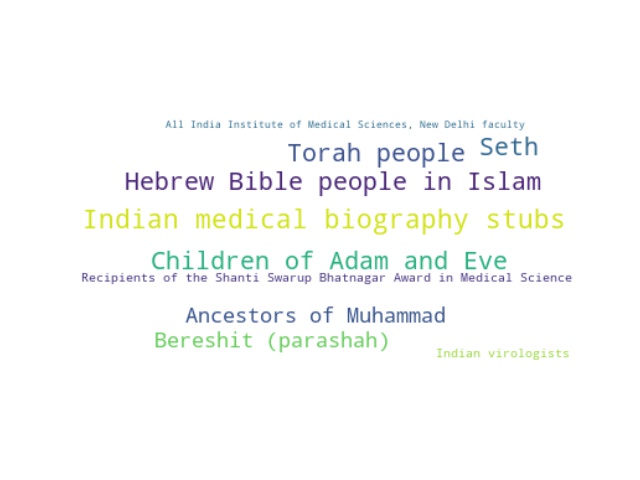 All India Institute of Medical Sciences, New Delhi faculty
Torah people Seth
Hebrew Bible people in Islam
Indian medical biography stubs
Children of Adam and Eve
Recipients of the Shanti Swarup Bhatnagar Award in Medical Science
Ancestors of Muhammad
Bereshit (parashah)
Indian virologists